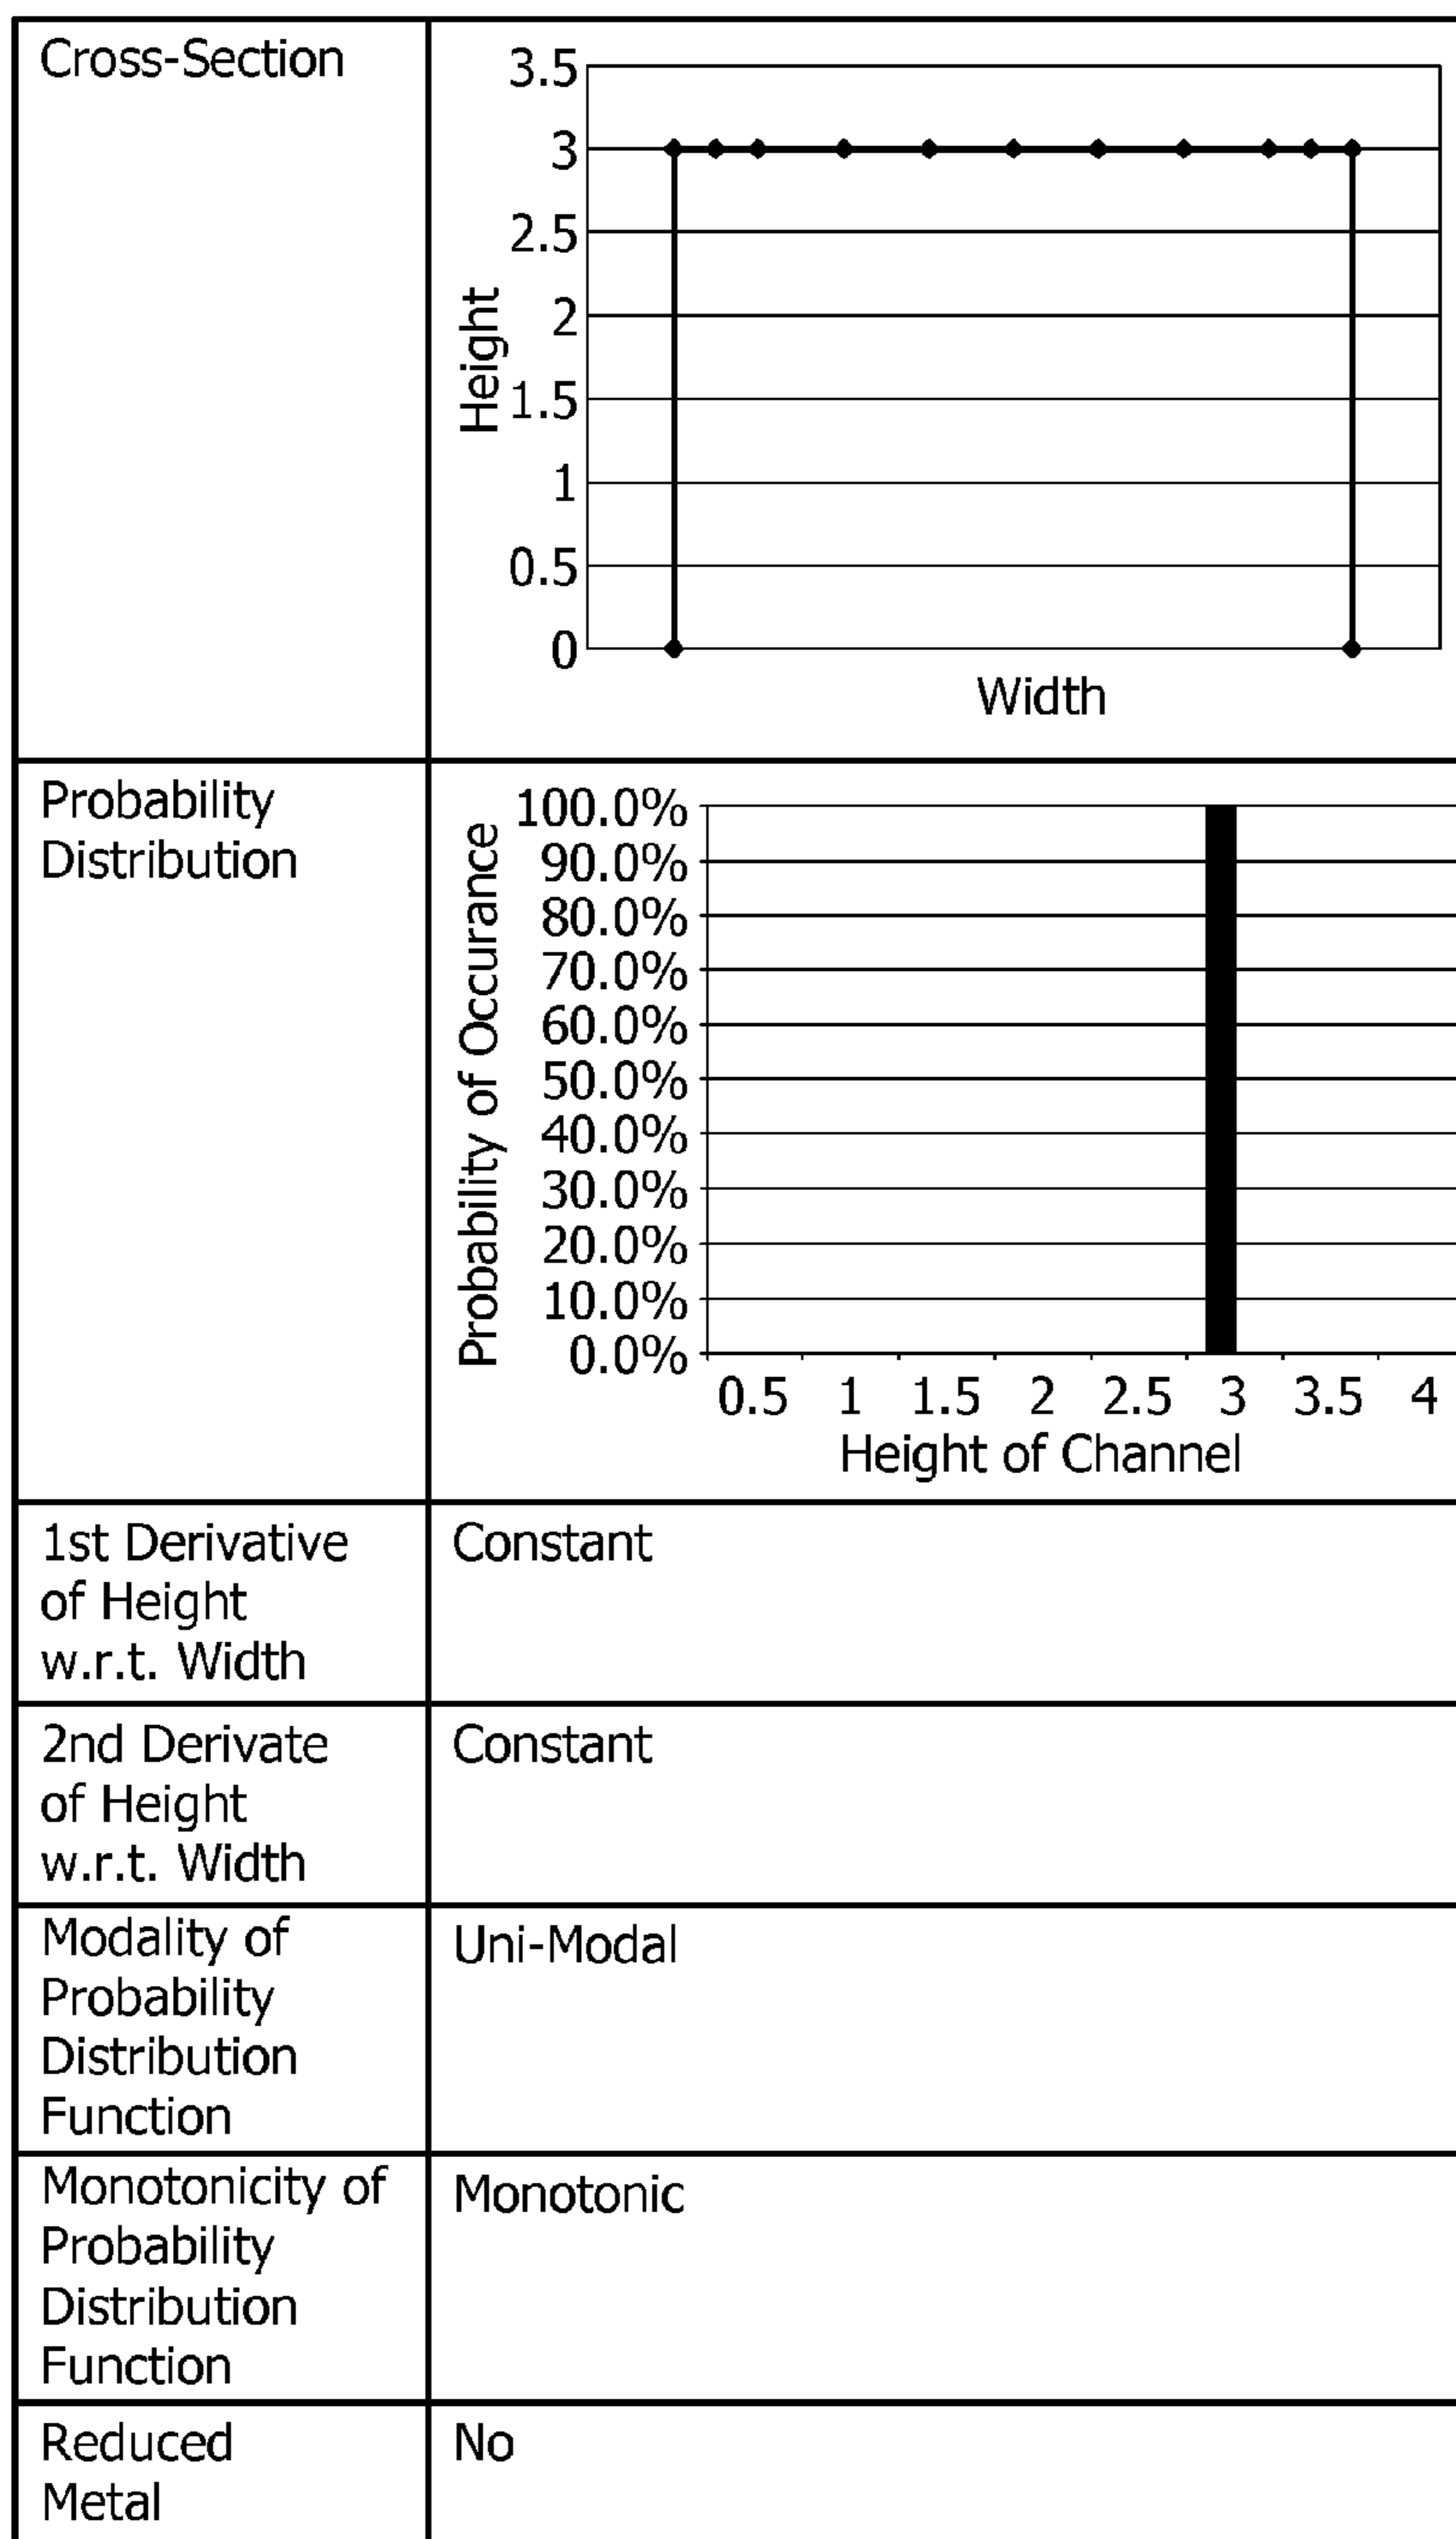 Cross-Section
3.5
3
2.5
2
1.5
1
0.5
0
Height
Width
Probability
Distribution
100.0%
90.0%
80.0%
70.0%
60.0%
50.0%
40.0%
30.0%
20.0%
10.0%
0.0%
Probability of Occurance
0.5 1 1.5 2 2.5 3 3.5 4
Height of Channel
1st Derivative
of Height
w.r.t. Width
Constant
2nd Derivate
of Height
w.r.t. Width
Constant
Modality of
Probability
Distribution
Function
Uni-Modal
Monotonicity of
Probability
Distribution
Function
Monotonic
Reduced
Metal
No